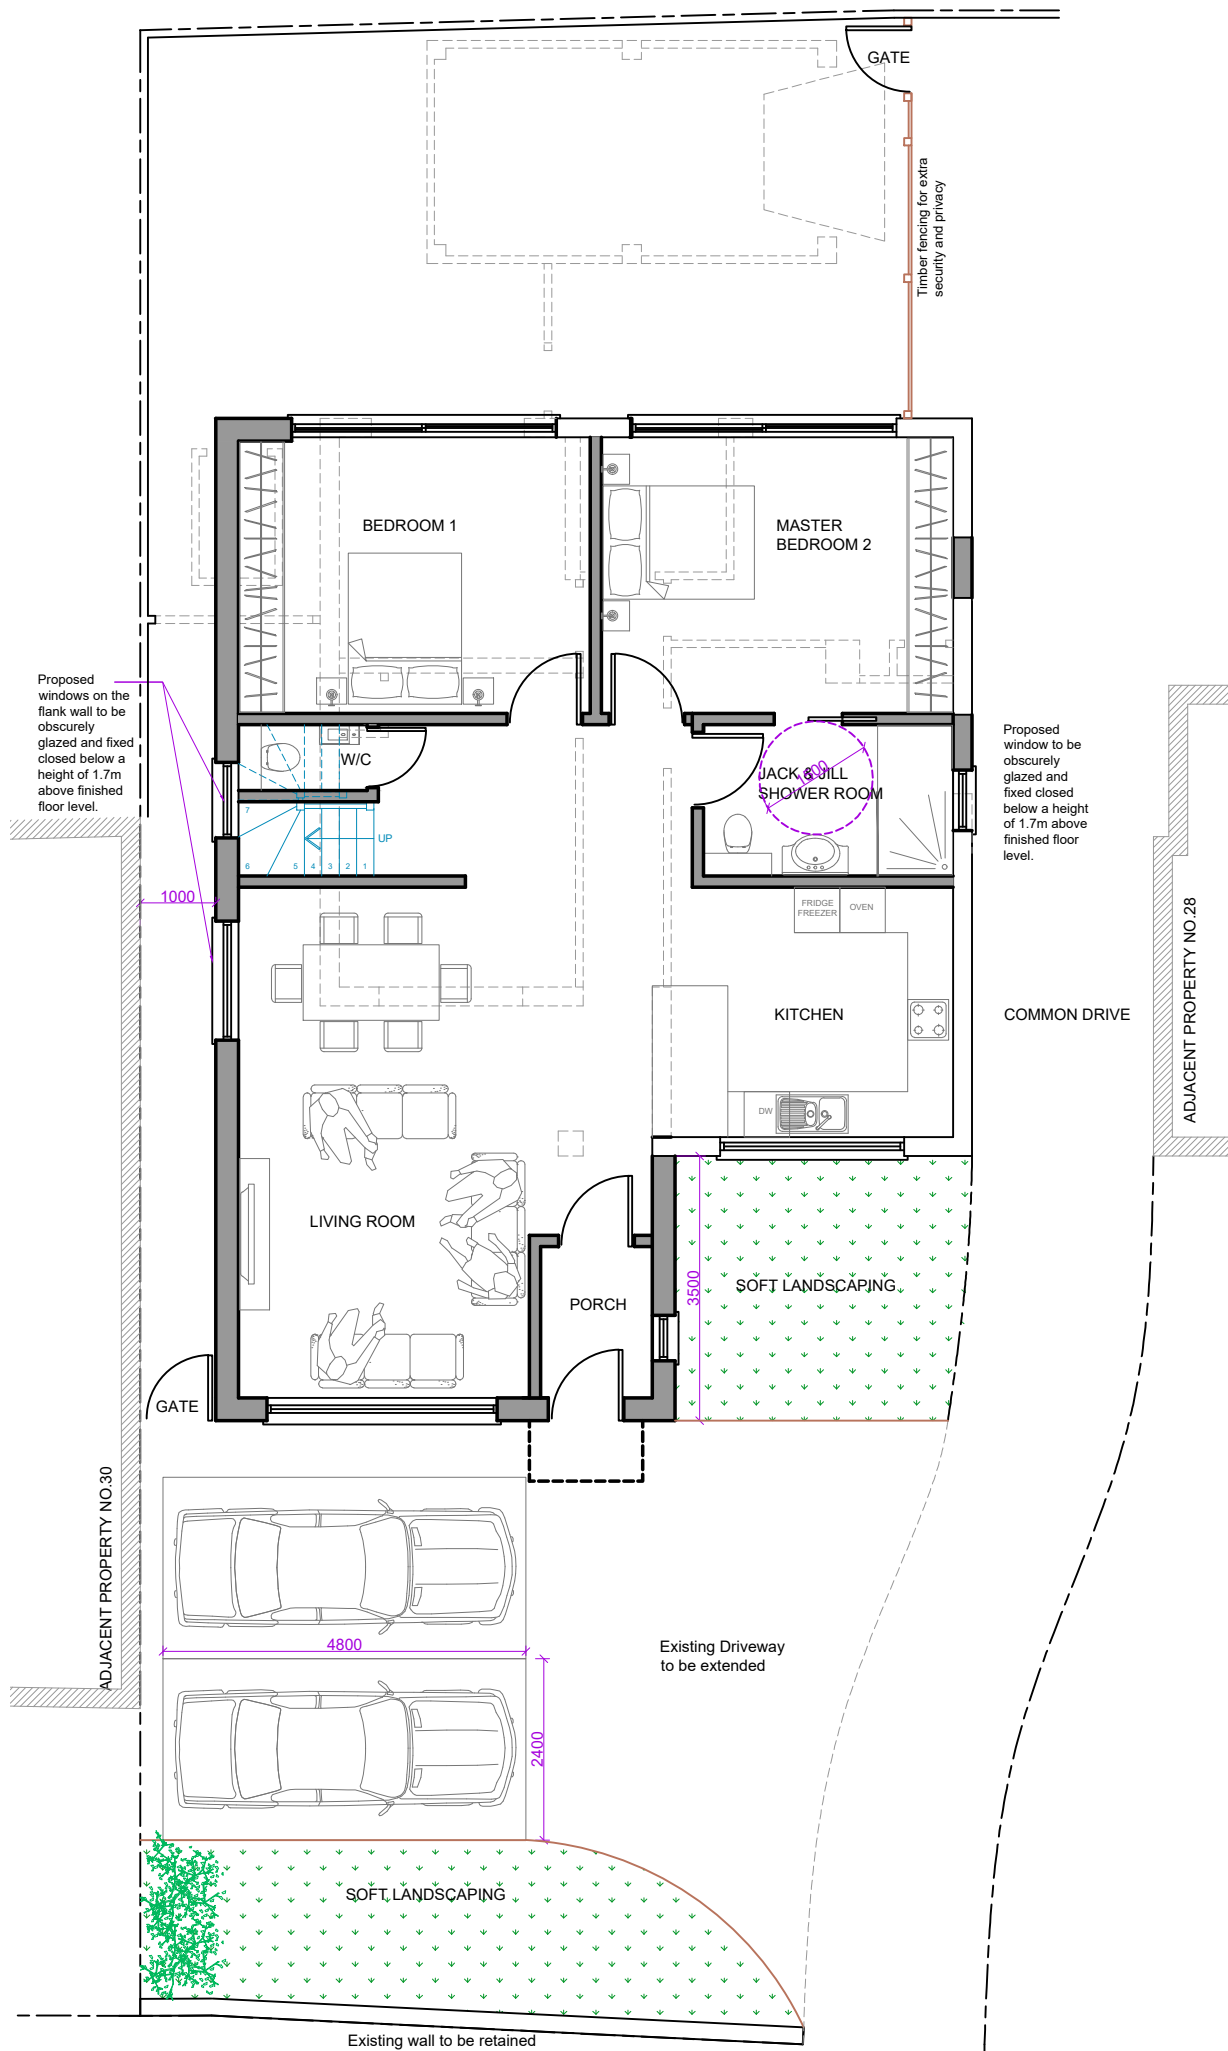 GATE
Timber fencing for extra
security and privacy
BEDROOM 1
MASTER
BEDROOM 2
Proposed
windows on the
flank wall to be
obscurely
glazed and fixed
closed below a
height of 1.7m
above finished
floor level.
W/C
JACK & JILL
SHOWER ROOM
1500
Proposed
window to be
obscurely
glazed and
fixed closed
below a height
of 1.7m above
finished floor
level.
7
UP
6
5
4
3
2
1
1000
FRIDGE
FREEZER
OVEN
KITCHEN
COMMON DRIVE
ADJACENT PROPERTY NO.28
DW
LIVING ROOM
PORCH
3500
SOFT LANDSCAPING
GATE
ADJACENT PROPERTY NO.30
4800
Existing Driveway
to be extended
2400
SOFT LANDSCAPING
Existing wall to be retained